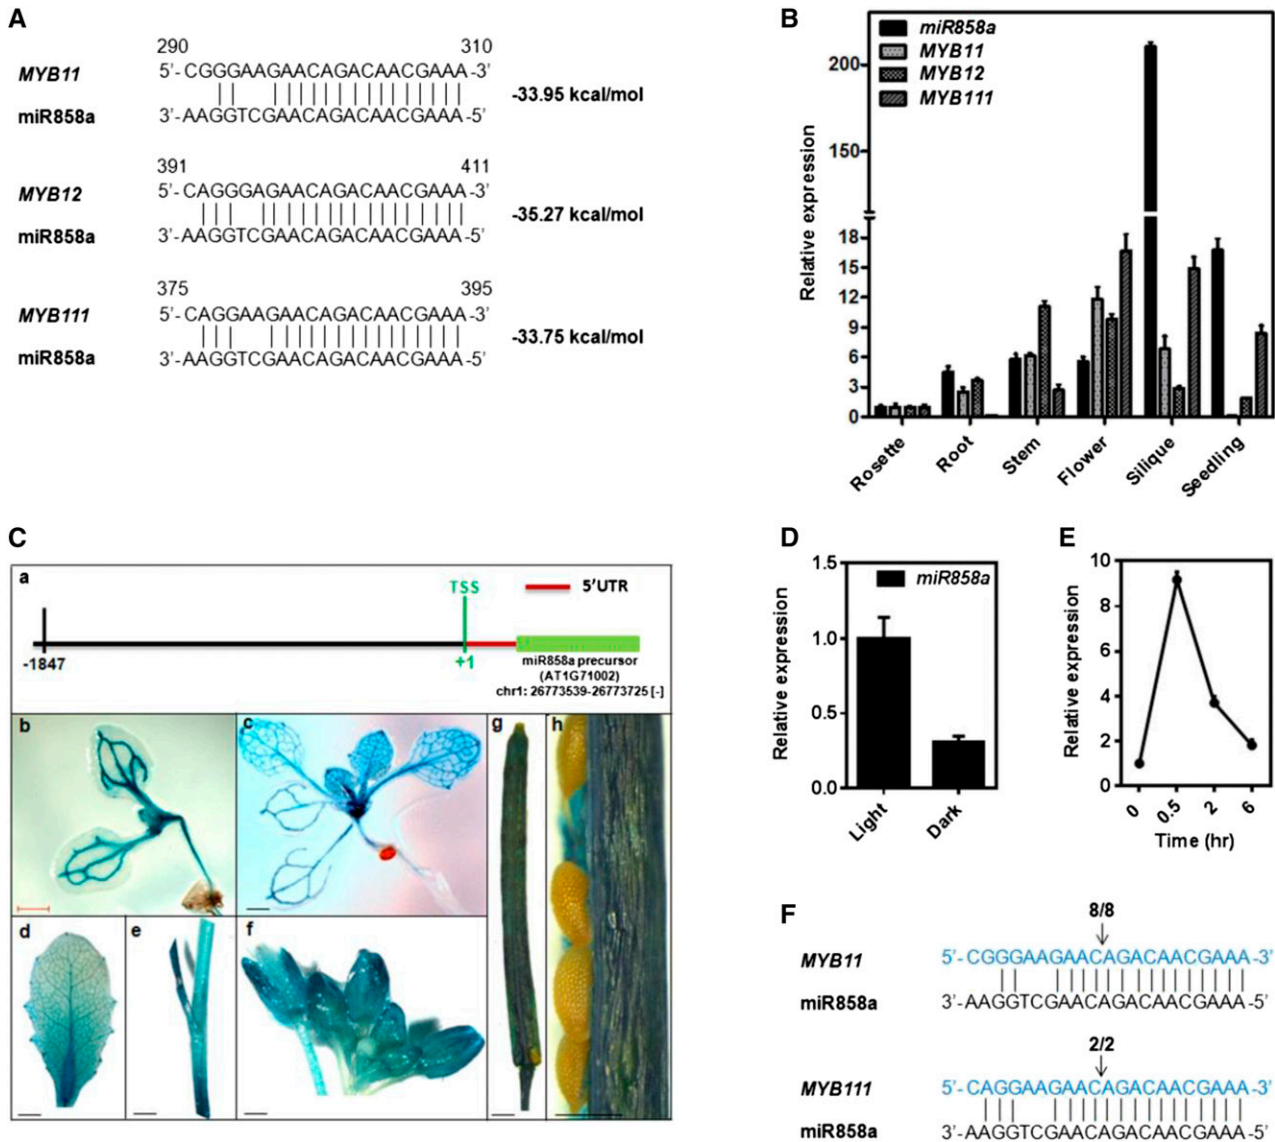 A
290 310
MYB11 5'- CGGGAAGAACAGACAACGAAA -3'
miR858a 3'- AAGGTCGAACAGACAACGAAA -5'
-33.95 kcal/mol
391 411
MYB12 5'- CAGGGAGAACAGACAACGAAA -3'
miR858a 3'- AAGGTCGAACAGACAACGAAA -5'
-35.27 kcal/mol
375 395
MYB111 5'- CAGGAAGAACAGACAACGAAA -3'
miR858a 3'- AAGGTCGAACAGACAACGAAA -5'
-33.75 kcal/mol
B
miR858a
MYB11
MYB12
MYB111
Relative expression
200
150
18
15
12
9
6
3
0
Rosette Root Stem Flower Silique Seedling
C
a
TSS
5'UTR
-1847
+1
miR858a precursor
(AT1G71002)
chr1: 26773539-26773725 [-]
b c g h
d e f
D
miR858a
Relative expression
1.5
1.0
0.5
0.0
Light Dark
E
Relative expression
10
8
6
4
2
0
0 0.5 2 6
Time (hr)
F
8/8
MYB11 5'- CGGGAAGAACAGACAACGAAA -3'
miR858a 3'- AAGGTCGAACAGACAACGAAA -5'
2/2
MYB111 5'- CAGGAAGAACAGACAACGAAA -3'
miR858a 3'- AAGGTCGAACAGACAACGAAA -5'